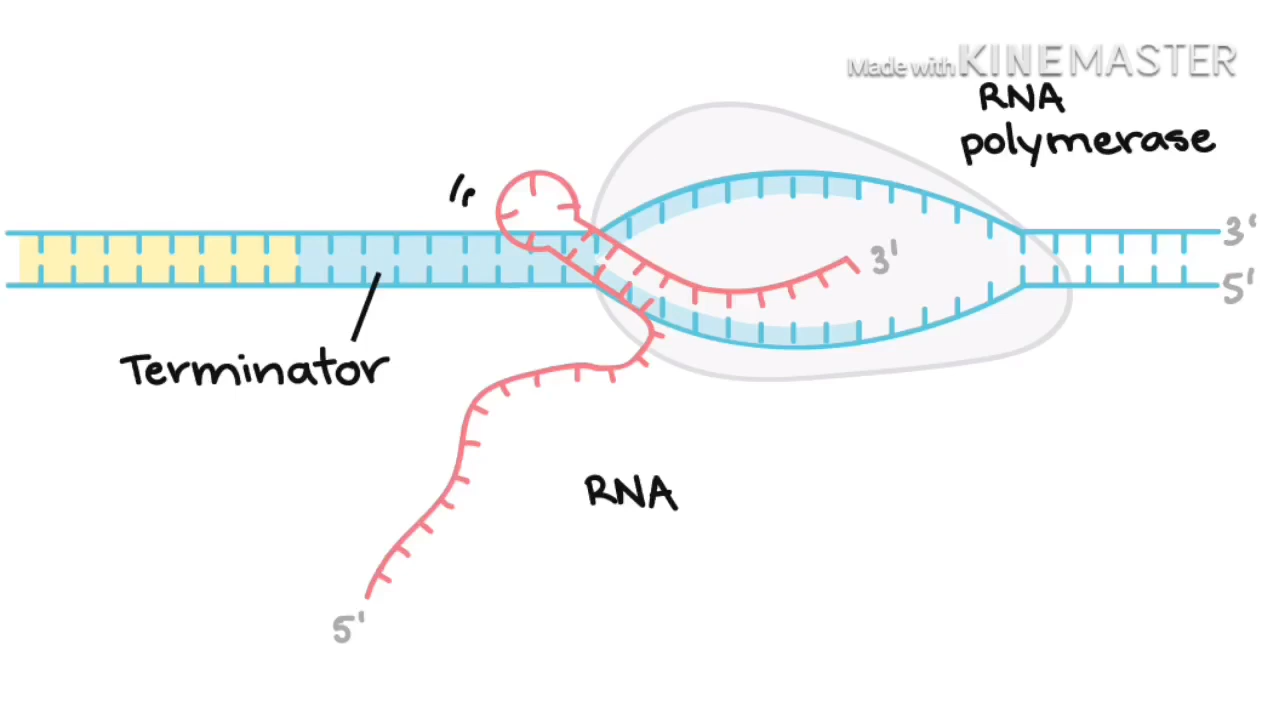 Made with KINEMASTER
RNA
polymerase
3'
3'
5'
Terminator
RNA
5'